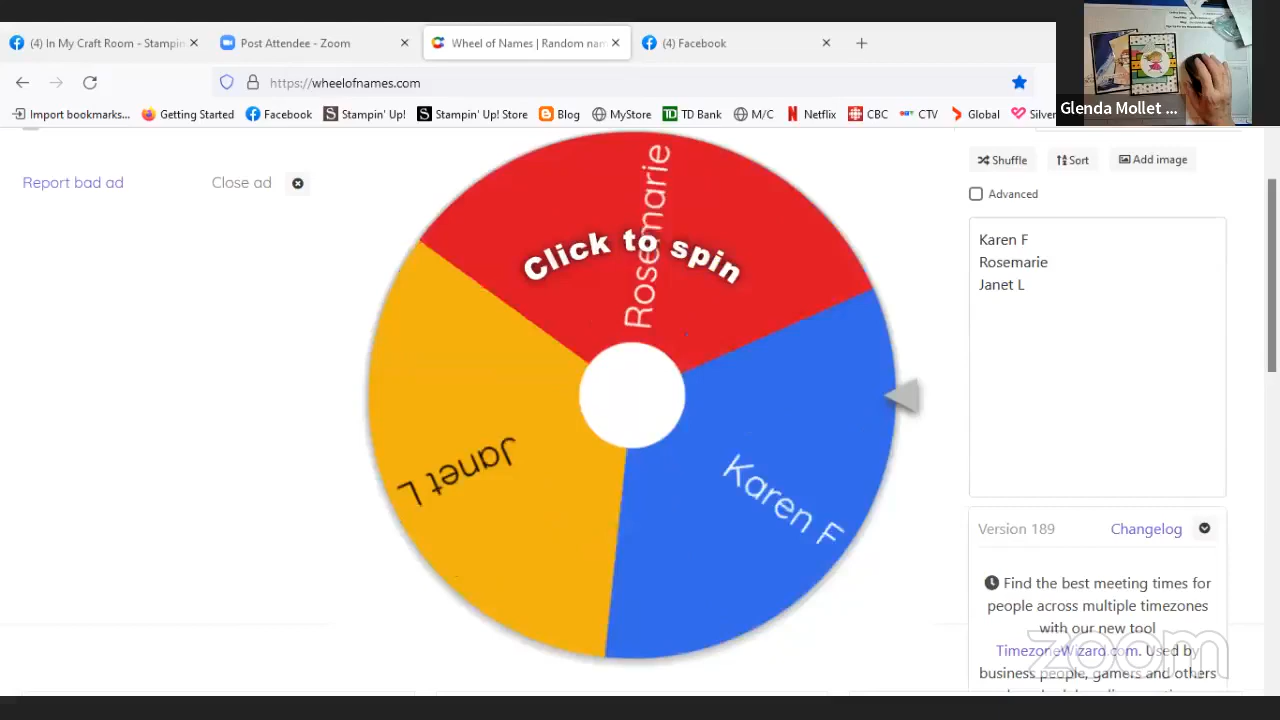 (4) In My Craft Room - Stampin
Post Attendee - Zoom
Wheel of Names | Random nam
(4) Facebook
https://wheelofnames.com
Import bookmarks...
Getting Started
Facebook
Stampin' Up!
Stampin' Up! Store
Blog
MyStore
TD Bank
M/C
Netflix
CBC
CTV
Global
Silver
Glenda Mollet ...
Report bad ad
Close ad
Shuffle
Sort
Add image
Advanced
Click to spin
Rosemarie
Janet L
Karen F
Karen F
Rosemarie
Janet L
Version 189
Changelog
Find the best meeting times for
people across multiple timezones
with our new tool
TimezoneWizard.com. Used by
business people, gamers and others
zoom